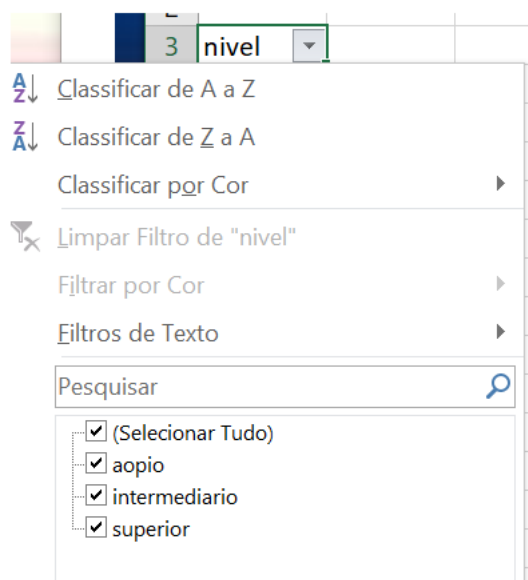 3 nivel
Classificar de A a Z
Classificar de Z a A
Classificar por Cor
Limpar Filtro de "nivel"
Filtrar por Cor
Filtros de Texto
Pesquisar
(Selecionar Tudo)
aopio
intermediario
superior